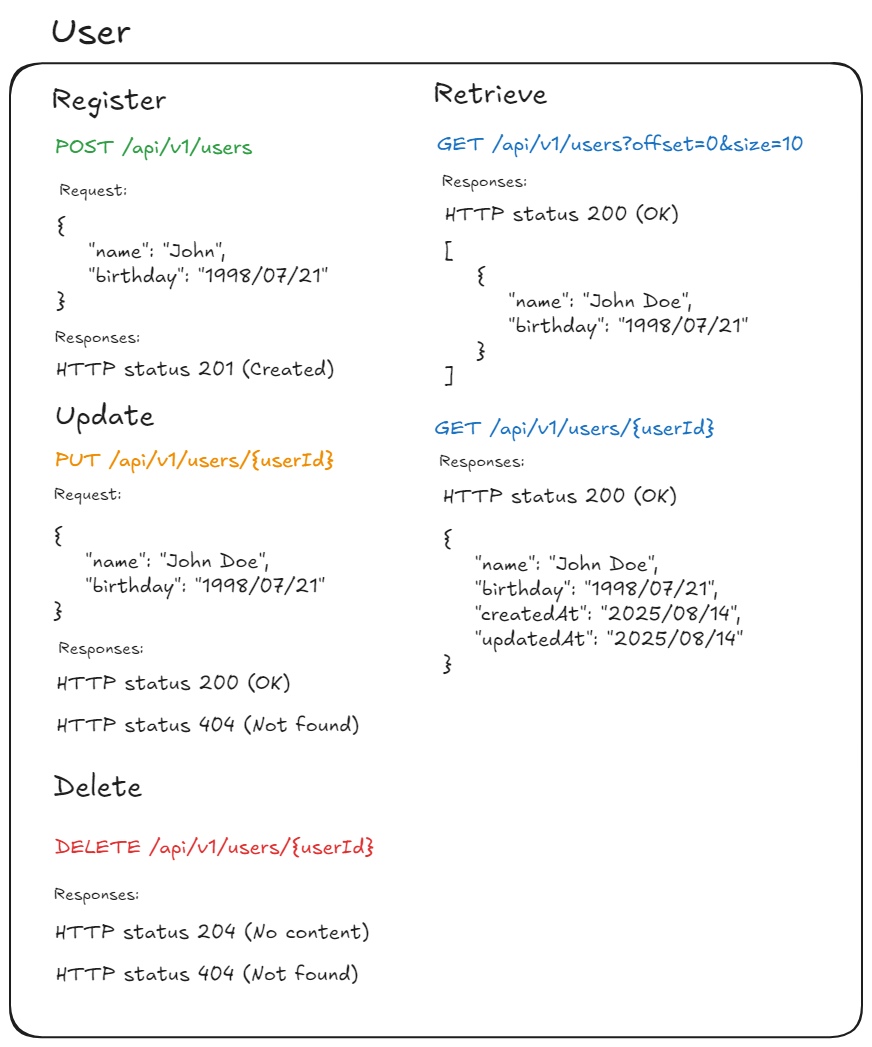 User
Register
POST /api/v1/users
Request:
{
"name": "John",
"birthday": "1998/07/21"
}
Responses:
HTTP status 201 (Created)
Update
PUT /api/v1/users/{userId}
Request:
{
"name": "John Doe",
"birthday": "1998/07/21"
}
Responses:
HTTP status 200 (OK)
HTTP status 404 (Not found)
Delete
DELETE /api/v1/users/{userId}
Responses:
HTTP status 204 (No content)
HTTP status 404 (Not found)
Retrieve
GET /api/v1/users?offset=0&size=10
Responses:
HTTP status 200 (OK)
[
{
"name": "John Doe",
"birthday": "1998/07/21"
}
]
GET /api/v1/users/{userId}
Responses:
HTTP status 200 (OK)
{
"name": "John Doe",
"birthday": "1998/07/21",
"createdAt": "2025/08/14",
"updatedAt": "2025/08/14"
}